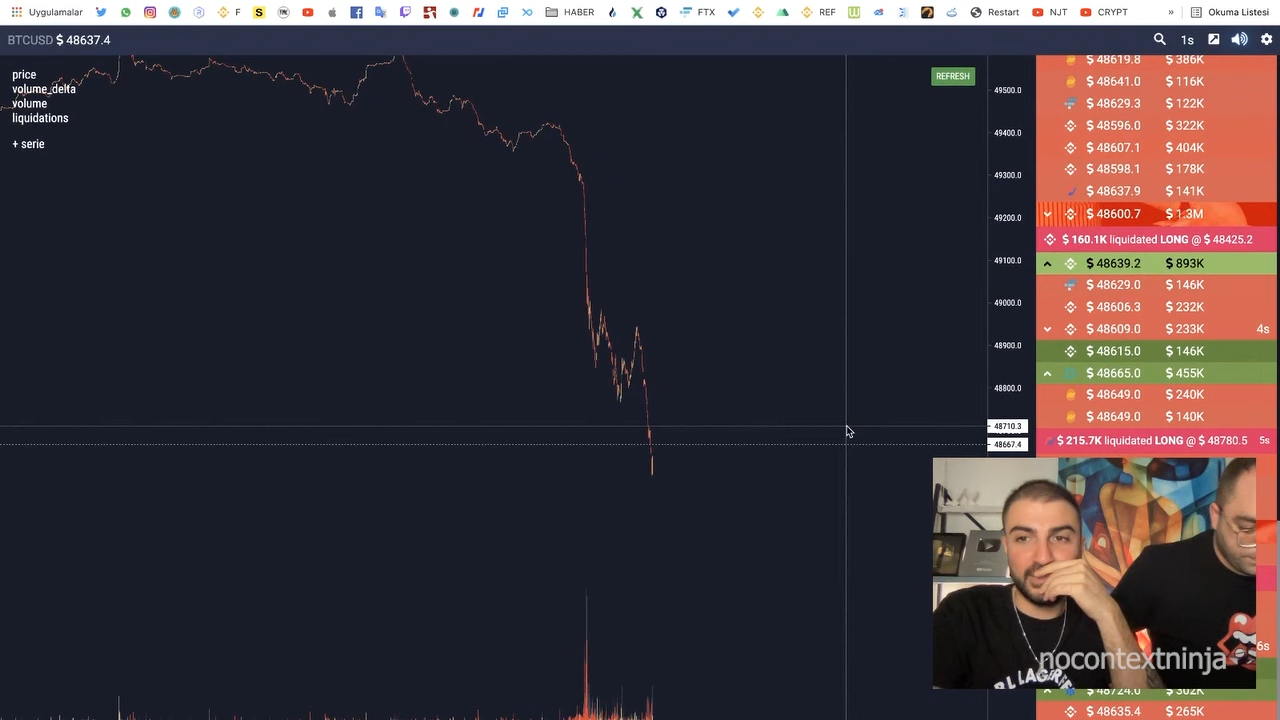 Uygulamalar F S HABER FTX REF Restart NJT CRYPT » Okuma Listesi
BTCUSD $ 48637.4 1s
price
volume_delta
volume
liquidations
+ serie
REFRESH
49500.0
49400.0
49300.0
49200.0
49100.0
49000.0
48900.0
48800.0
48710.3
48667.4
$ 48619.8 $ 386K
$ 48641.0 $ 116K
$ 48629.3 $ 122K
$ 48596.0 $ 322K
$ 48607.1 $ 404K
$ 48598.1 $ 178K
$ 48637.9 $ 141K
$ 48600.7 $ 1.3M
$ 160.1K liquidated LONG @ $ 48425.2
$ 48639.2 $ 893K
$ 48629.0 $ 146K
$ 48606.3 $ 232K
$ 48609.0 $ 233K 4s
$ 48615.0 $ 146K
$ 48665.0 $ 455K
$ 48649.0 $ 240K
$ 48649.0 $ 140K
$ 215.7K liquidated LONG @ $ 48780.5 5s
6s
nocontextninja
$ 48724.0 $ 302K
$ 48635.4 $ 265K